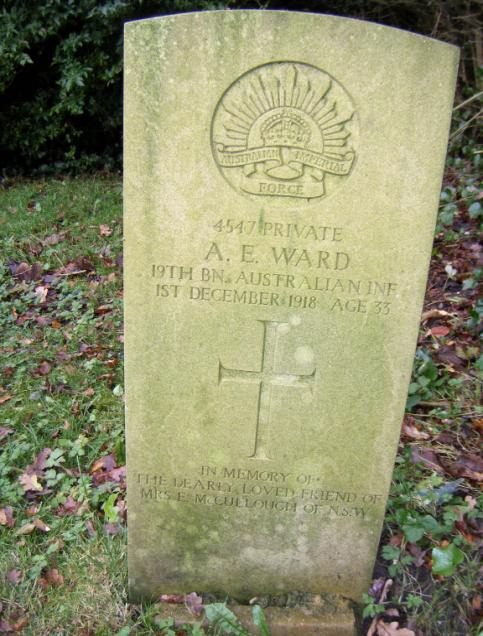 AUSTRALIAN IMPERIAL
FORCE
4547 PRIVATE
A. E. WARD
19TH BN. AUSTRALIAN INF.
1ST DECEMBER 1918 AGE 33
IN MEMORY OF
THE DEARLY LOVED FRIEND OF
MRS E. McCULLOUGH OF N.S.W.